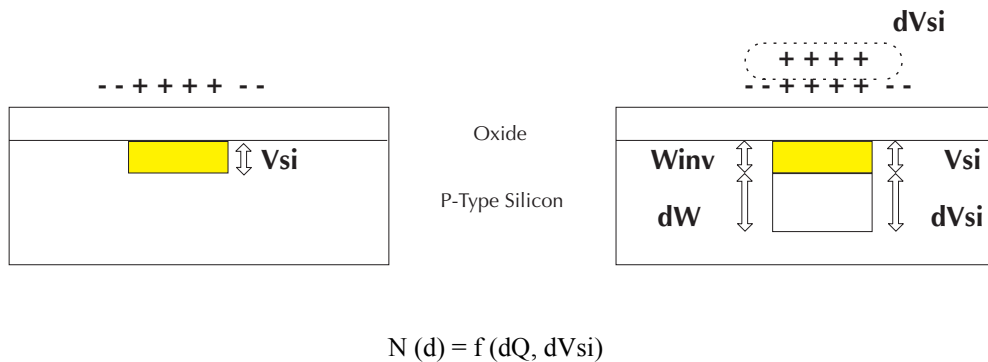 dVsi
+ + + +
- - + + + + - -
- - + + + + - -
Oxide
Vsi
Winv
Vsi
P-Type Silicon
dW
dVsi
N (d) = f (dQ, dVsi)